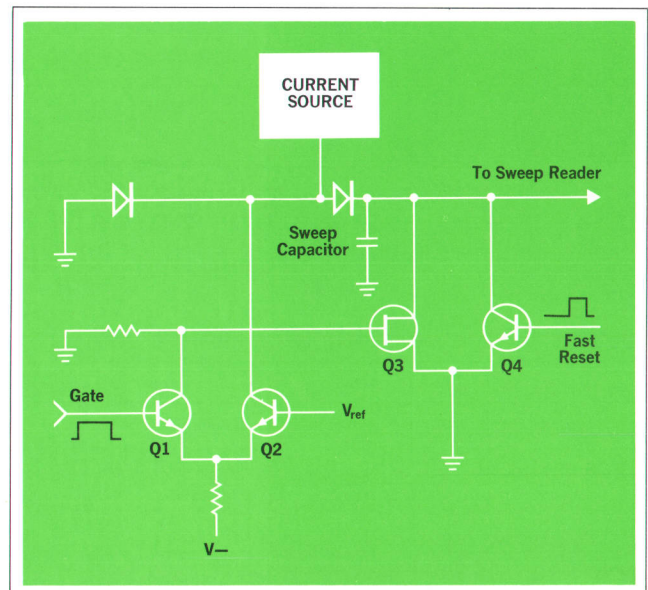 CURRENT
SOURCE
To Sweep Reader
Sweep
Capacitor
Q3
Q4
Fast
Reset
Gate
Q1
Q2
Vref
V—